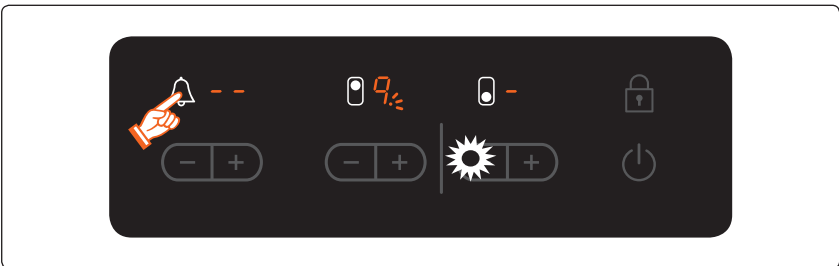 -- 9. -
- + - + +